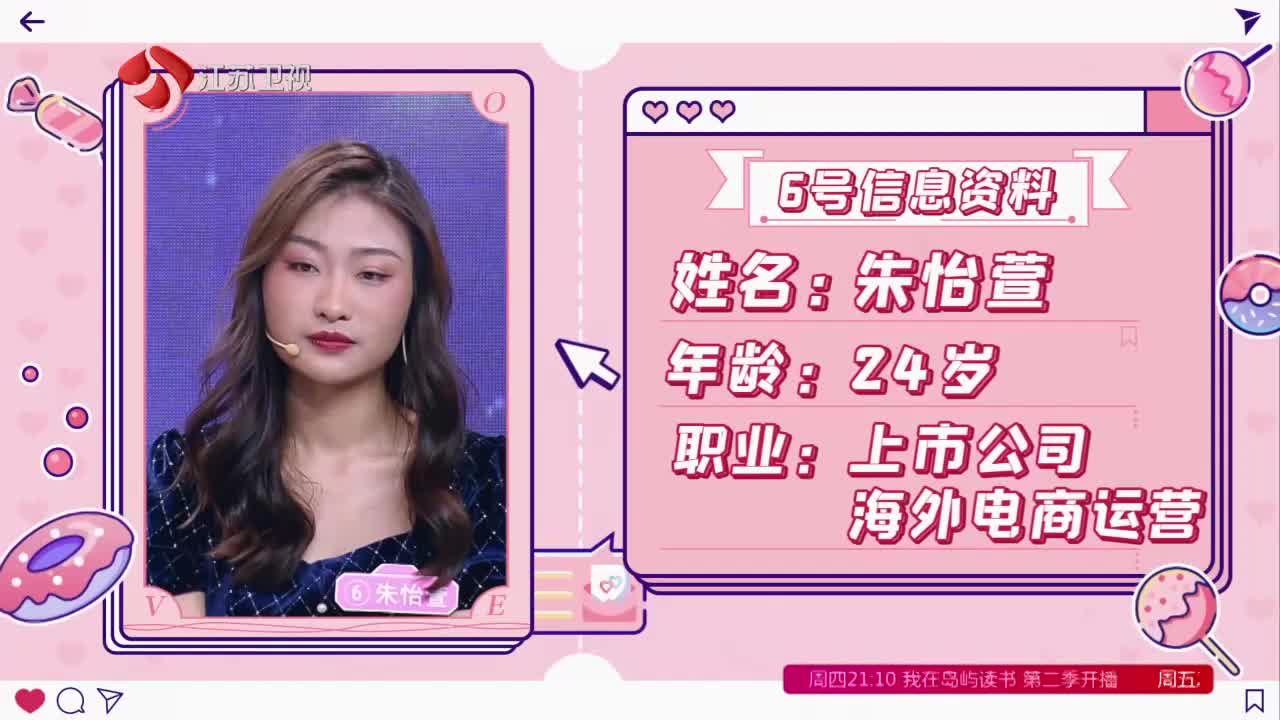 江苏卫视
O
6号信息资料
姓名：朱怡萱
年龄：24岁
职业：上市公司
海外电商运营
⑥ 朱怡萱
V
E
周四21:10 我在岛屿读书 第二季开播 周五